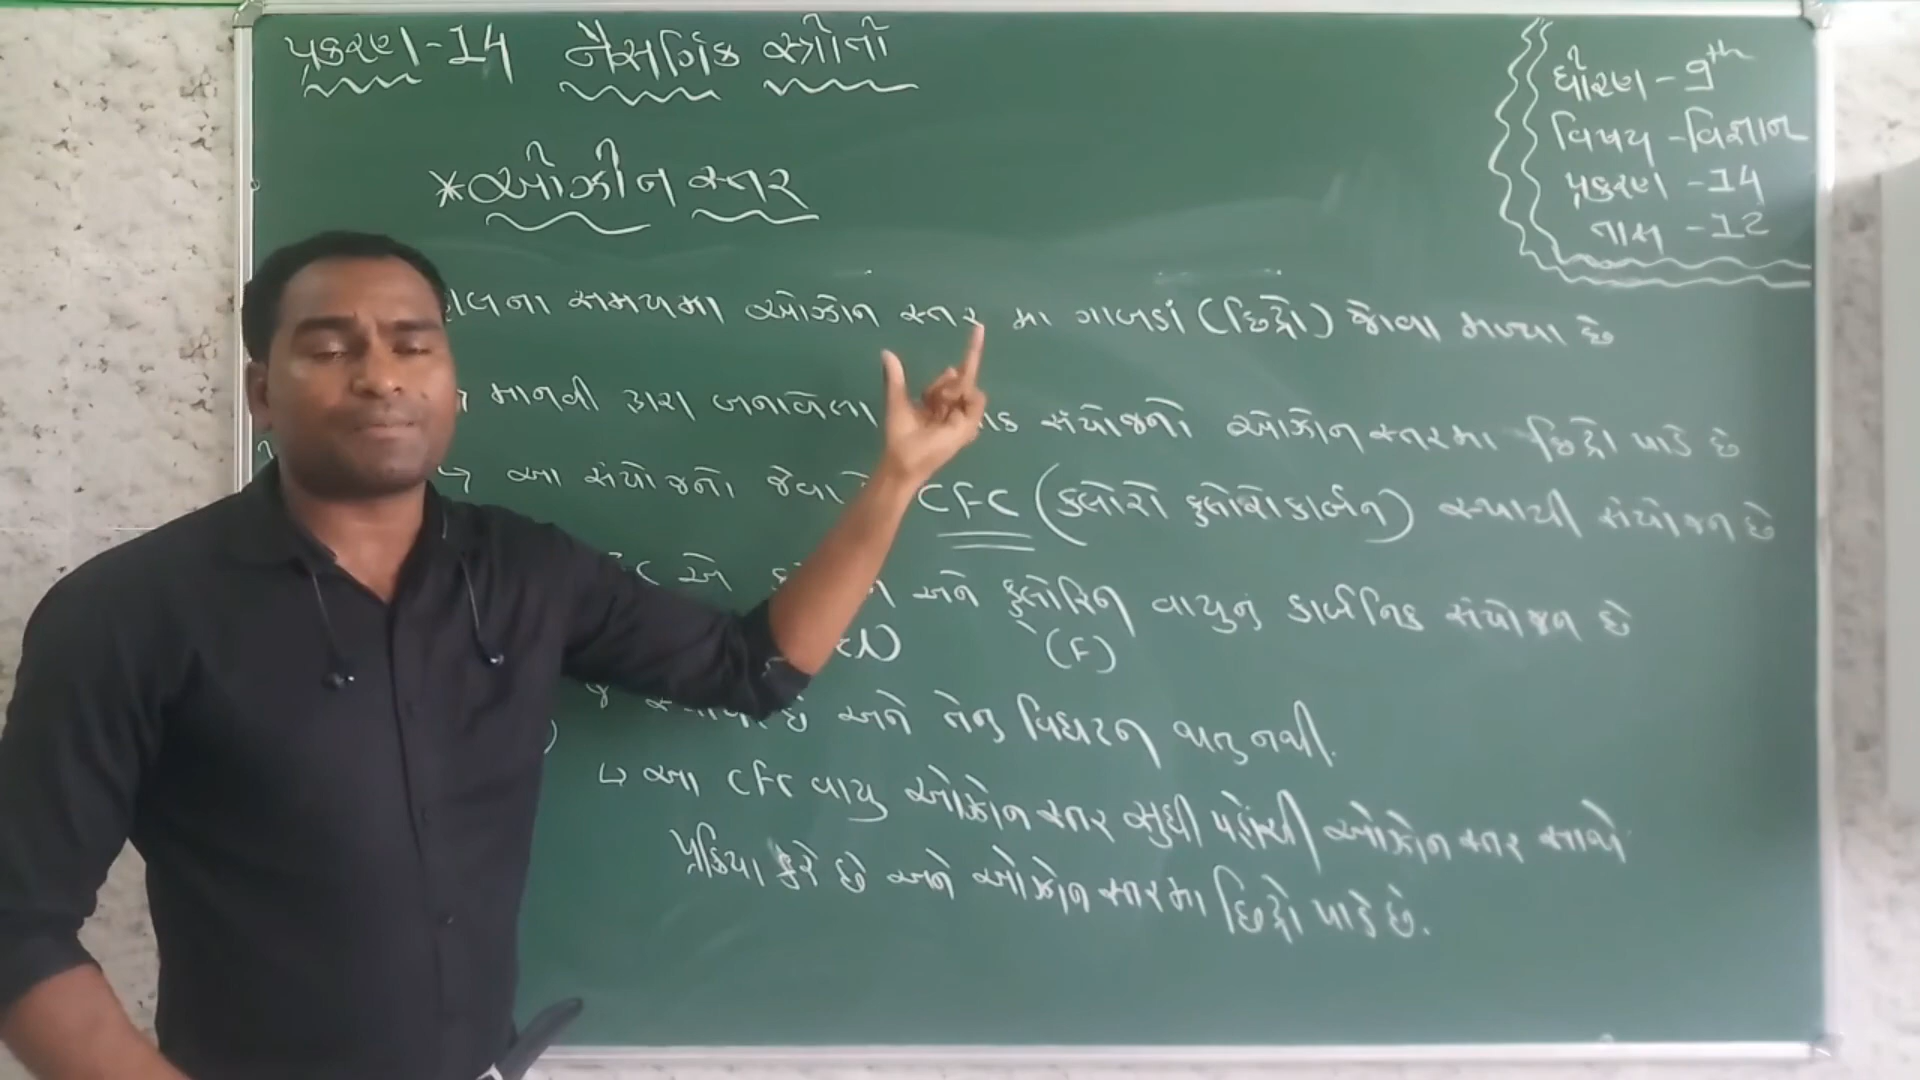 પ્રકરણ-14 નૈસર્ગિક સ્ત્રોતો
ધોરણ - 9th
વિષય - વિજ્ઞાન
પ્રકરણ - 14
તાસ - 12
* ઓઝોન સ્તર
હાલના સમયમા ઓઝોન સ્તર મા ગાબડાં (છિદ્રો) જોવા મળ્યા છે
↳ માનવી દ્વારા બનાવેલા સંયોજનો ઓઝોન સ્તરમા છિદ્રો પાડે છે
↳ આ સંયોજનો જેવા CFC (ક્લોરો ફ્લોરોકાર્બન) સ્થાયી સંયોજન છે
એ અને ફ્લોરિન વાયુનુ કાર્બનિક સંયોજન છે
(F)
છે અને તેનુ વિઘટન થતુ નથી.
↳ આ CFC વાયુ ઓઝોન સ્તર સુધી પહોંચી ઓઝોન સ્તર સાથે
પ્રક્રિયા કરે છે અને ઓઝોન સ્તરમા છિદ્રો પાડે છે.